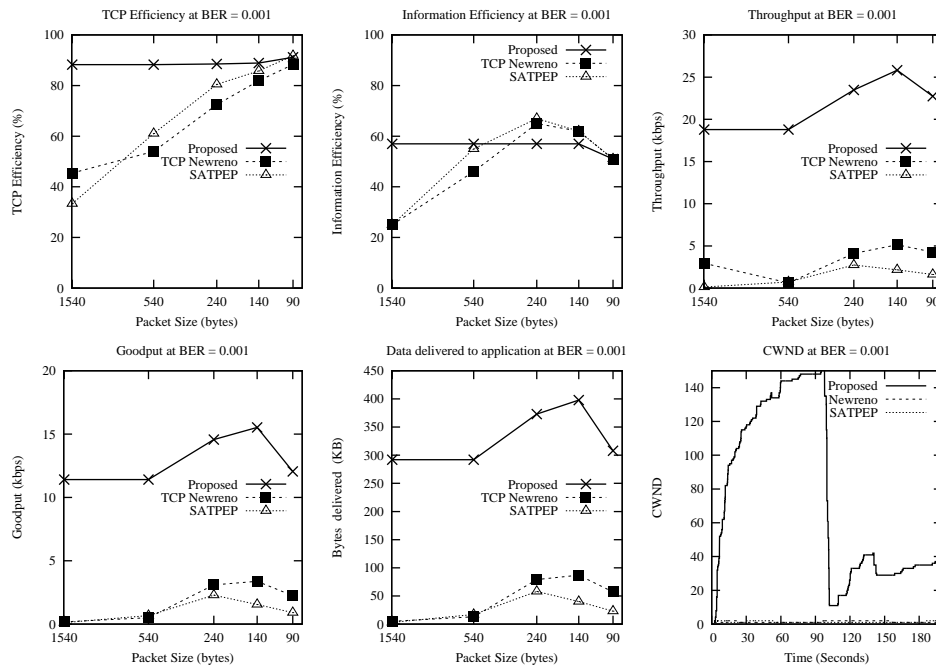 TCP Efficiency at BER = 0.001
TCP Efficiency (%)
100
80
60
40
20
0
Proposed
TCP Newreno
SATPEP
1540
540
240
140
90
Packet Size (bytes)
Information Efficiency at BER = 0.001
Information Efficiency (%)
100
80
60
40
20
0
Proposed
TCP Newreno
SATPEP
1540
540
240
140
90
Packet Size (bytes)
Throughput at BER = 0.001
Throughput (kbps)
30
25
20
15
10
5
0
Proposed
TCP Newreno
SATPEP
1540
540
240
140
90
Packet Size (bytes)
Goodput at BER = 0.001
Goodput (kbps)
20
15
10
5
0
Proposed
TCP Newreno
SATPEP
1540
540
240
140
90
Packet Size (bytes)
Data delivered to application at BER = 0.001
Bytes delivered (KB)
450
400
350
300
250
200
150
100
50
0
Proposed
TCP Newreno
SATPEP
1540
540
240
140
90
Packet Size (bytes)
CWND at BER = 0.001
CWND
140
120
100
80
60
40
20
0
Proposed
Newreno
SATPEP
0
30
60
90
120
150
180
Time (Seconds)